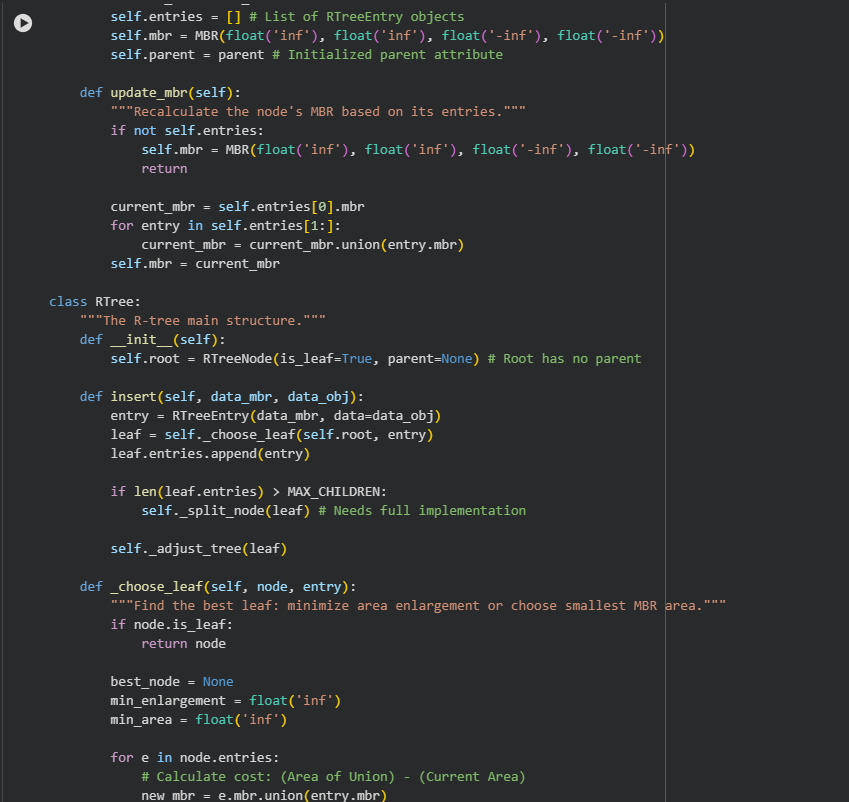 self.entries = [] # List of RTreeEntry objects
        self.mbr = MBR(float('inf'), float('inf'), float('-inf'), float('-inf'))
        self.parent = parent # Initialized parent attribute

    def update_mbr(self):
        """Recalculate the node's MBR based on its entries."""
        if not self.entries:
            self.mbr = MBR(float('inf'), float('inf'), float('-inf'), float('-inf'))
            return

        current_mbr = self.entries[0].mbr
        for entry in self.entries[1:]:
            current_mbr = current_mbr.union(entry.mbr)
        self.mbr = current_mbr

class RTree:
    """The R-tree main structure."""
    def __init__(self):
        self.root = RTreeNode(is_leaf=True, parent=None) # Root has no parent

    def insert(self, data_mbr, data_obj):
        entry = RTreeEntry(data_mbr, data=data_obj)
        leaf = self._choose_leaf(self.root, entry)
        leaf.entries.append(entry)

        if len(leaf.entries) > MAX_CHILDREN:
            self._split_node(leaf) # Needs full implementation

        self._adjust_tree(leaf)

    def _choose_leaf(self, node, entry):
        """Find the best leaf: minimize area enlargement or choose smallest MBR area."""
        if node.is_leaf:
            return node

        best_node = None
        min_enlargement = float('inf')
        min_area = float('inf')

        for e in node.entries:
            # Calculate cost: (Area of Union) - (Current Area)
            new_mbr = e.mbr.union(entry.mbr)